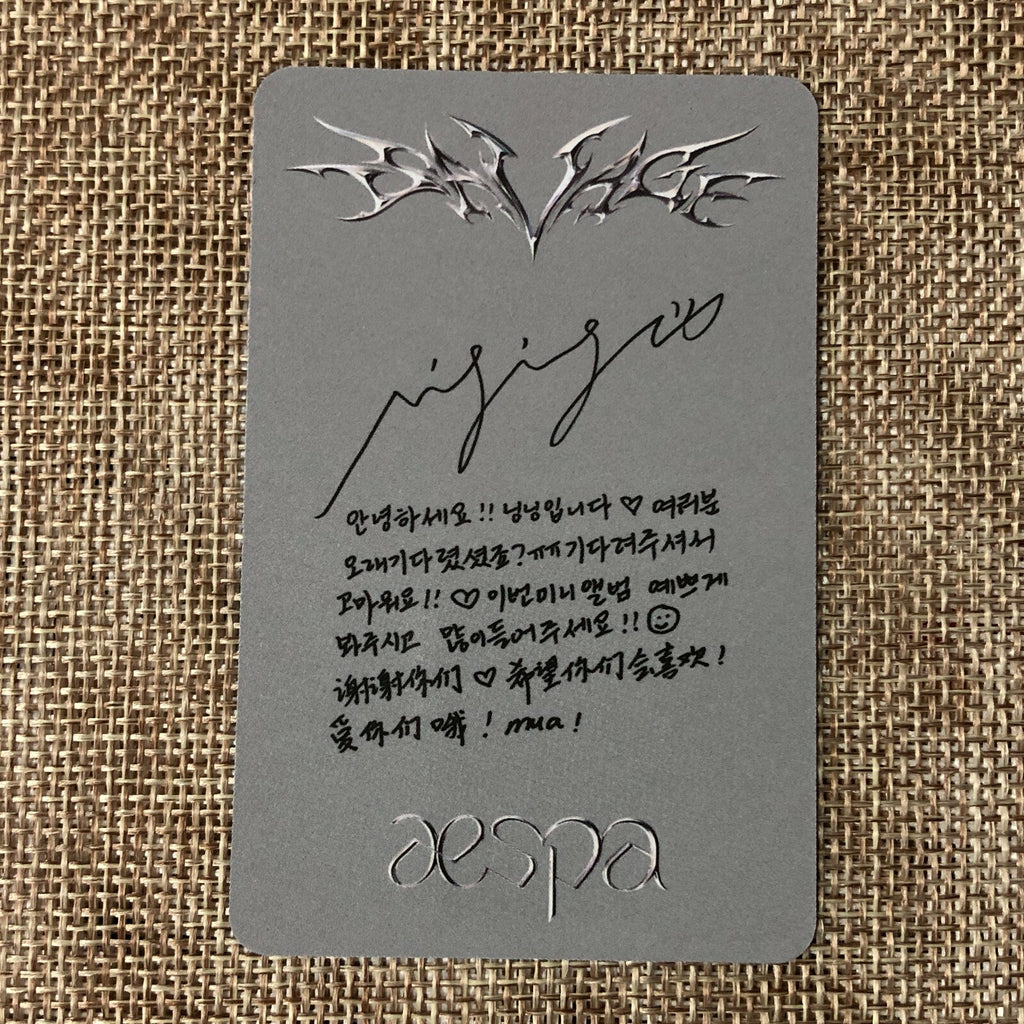 SAVAGE
안녕하세요!! 닝닝입니다 ♡ 여러분
오래기다렸셨죠?ㅠㅠ기다려주셔서
고마워요!! ♡ 이번미니앨범 예쁘게
봐주시고 많이들어주세요!! ☺
谢谢你们 ♡ 希望你们会喜欢!
爱你们哦! mua!
aespa